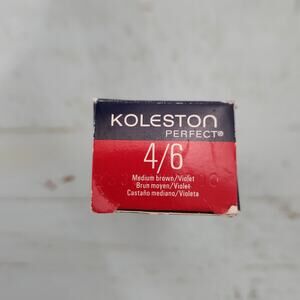 KOLESTON
PERFECT®
4/6
Medium brown/Violet
Brun moyen/Violet
Castaño mediano/Violeta